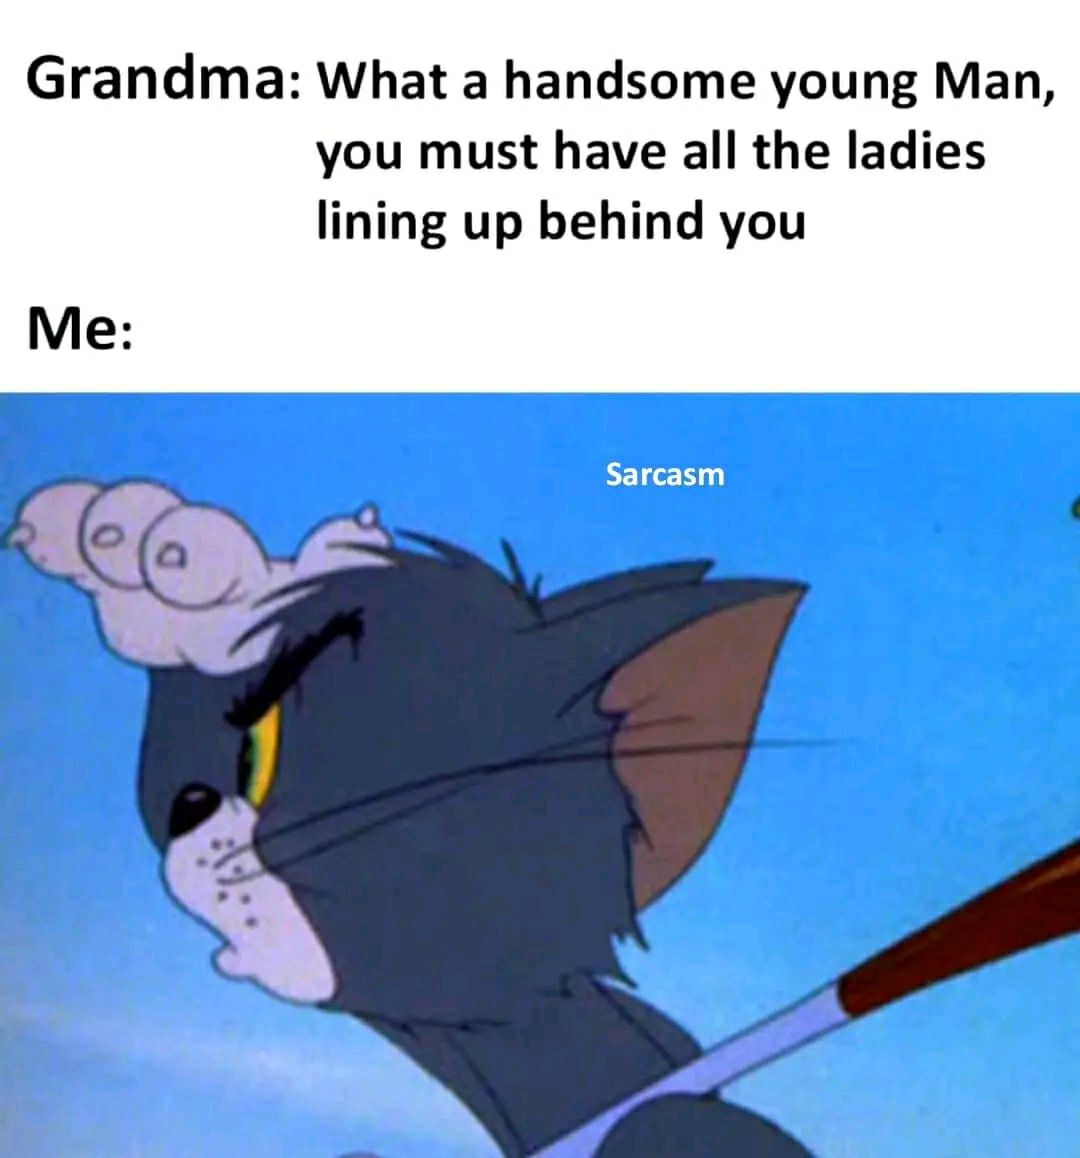 Grandma: What a handsome young Man,
you must have all the ladies
lining up behind you
Me:
Sarcasm